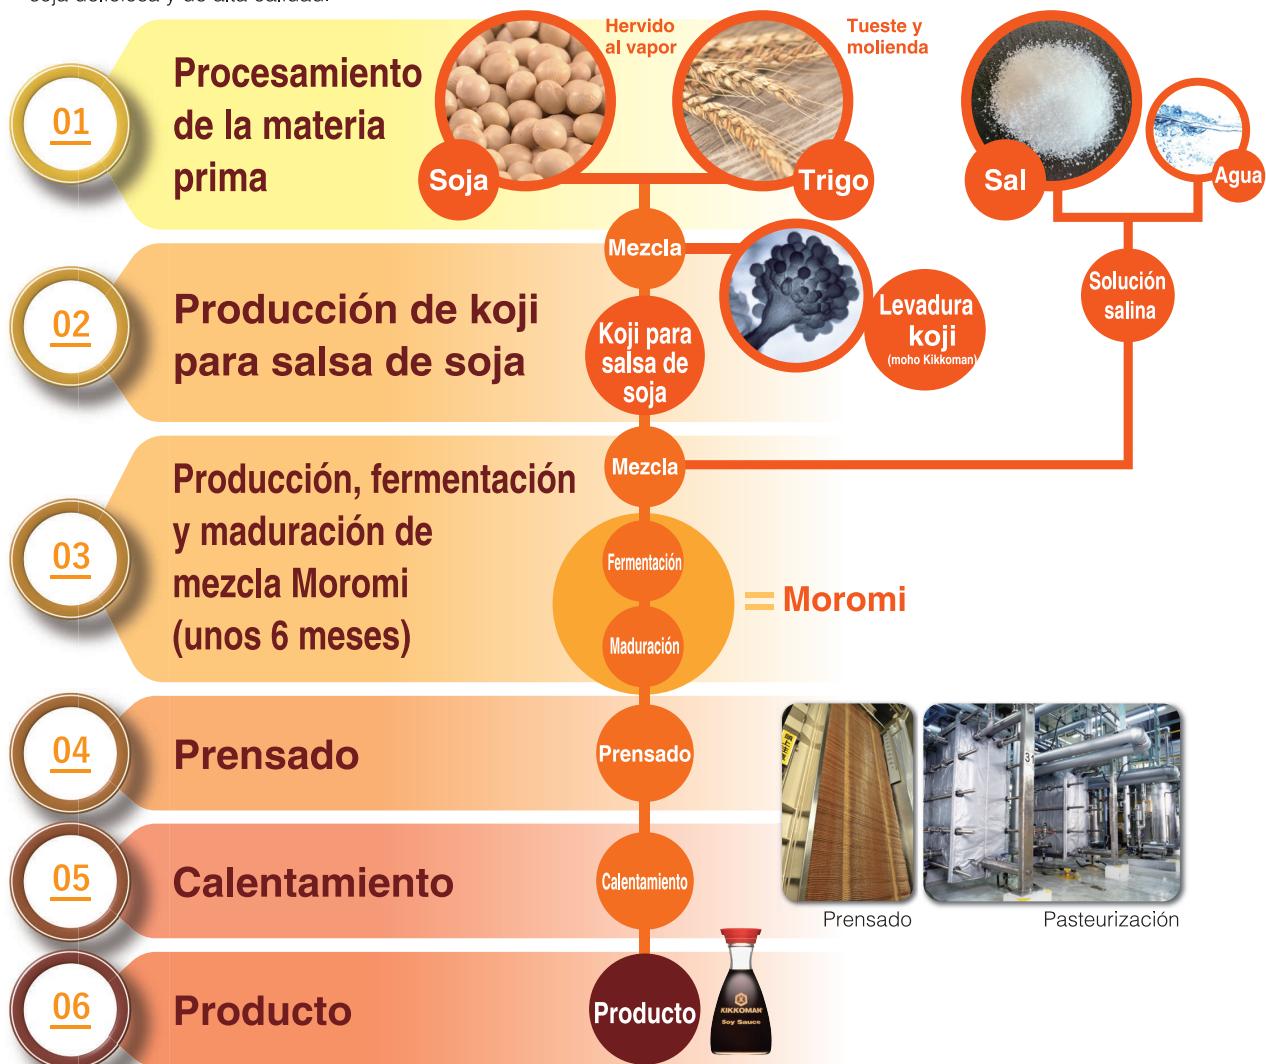 01
Procesamiento
de la materia
prima
Hervido
al vapor
Tueste y
molienda
Soja
Trigo
Sal
Agua
Mezcla
02
Producción de koji
para salsa de soja
Koji para
salsa de
soja
Levadura
koji
(moho Kikkoman)
Solución
salina
03
Producción, fermentación
y maduración de
mezcla Moromi
(unos 6 meses)
Mezcla
Fermentación
Maduración
= Moromi
04
Prensado
Prensado
31
Prensado
Pasteurización
05
Calentamiento
Calentamiento
06
Producto
Producto
KIKKOMAN
Soy Sauce